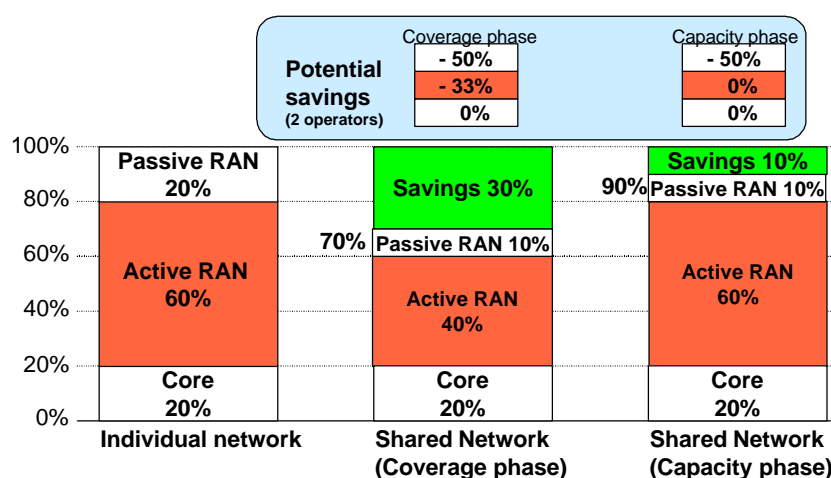 Coverage phase
Capacity phase
Potential
savings
(2 operators)
- 50%
- 33%
0%
- 50%
0%
0%
100%
80%
60%
40%
20%
0%
Passive RAN
20%
Active RAN
60%
Core
20%
Individual network
Savings 30%
70%
Passive RAN 10%
Active RAN
40%
Core
20%
Shared Network
(Coverage phase)
Savings 10%
90%
Passive RAN 10%
Active RAN
60%
Core
20%
Shared Network
(Capacity phase)